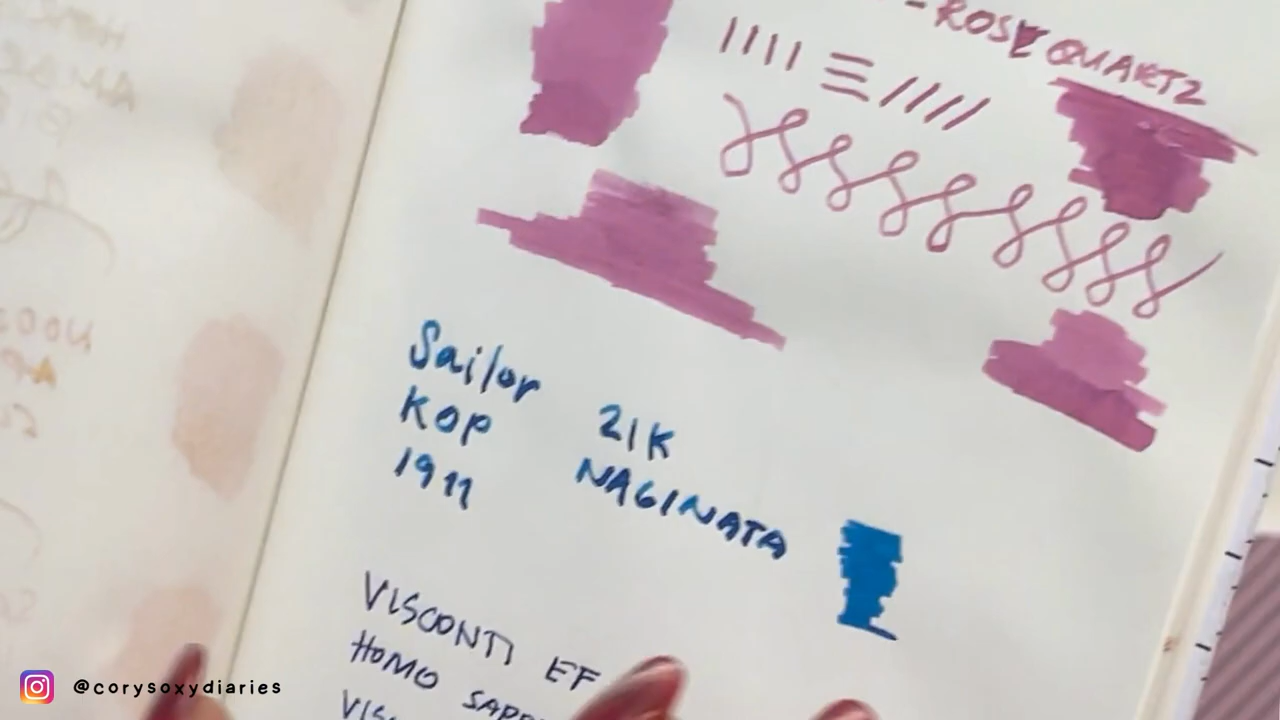 - ROSE QUARTZ
Sailor
KOP 21K
1911 NAGINATA
VISCONTI EF
HOMO
@corysoxydiaries